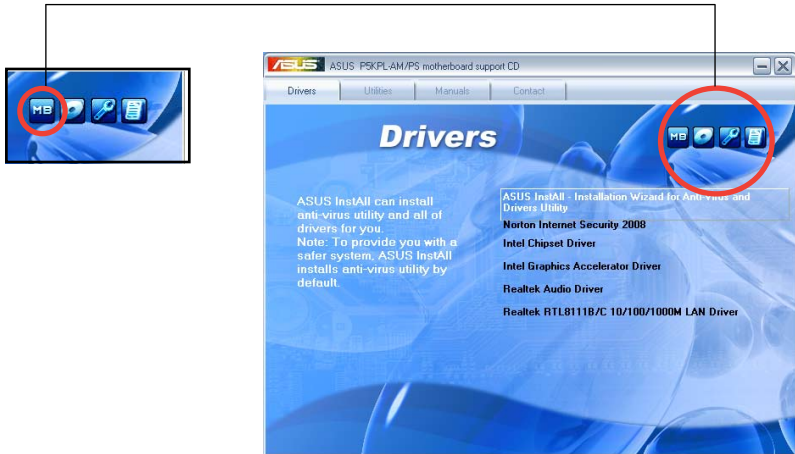 MB
ASUS ASUS P5KPL-AM/PS motherboard support CD
Drivers Utilities Manuals Contact
Drivers
MB
ASUS InstAll can install
anti-virus utility and all of
drivers for you.
Note: To provide you with a
safer system, ASUS InstAll
installs anti-virus utility by
default.
ASUS InstAll - Installation Wizard for Anti-Virus and
Drivers Utility
Norton Internet Security 2008
Intel Chipset Driver
Intel Graphics Accelerator Driver
Realtek Audio Driver
Realtek RTL8111B/C 10/100/1000M LAN Driver